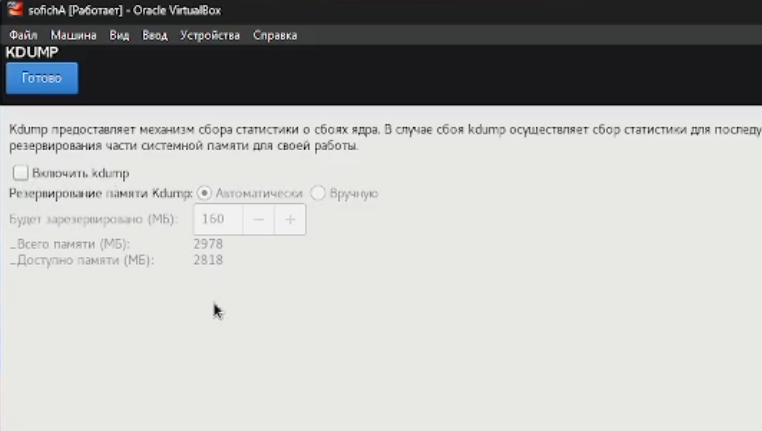 sofichA [Работает] - Oracle VirtualBox
Файл Машина Вид Ввод Устройства Справка
KDUMP
Готово
Kdump предоставляет механизм сбора статистики о сбоях ядра. В случае сбоя kdump осуществляет сбор статистики для последу
резервирования части системной памяти для своей работы.
Включить kdump
Резервирование памяти Kdump: Автоматически Вручную
Будет зарезервировано (МБ): 160 − +
_Всего памяти (МБ): 2978
_Доступно памяти (МБ): 2818